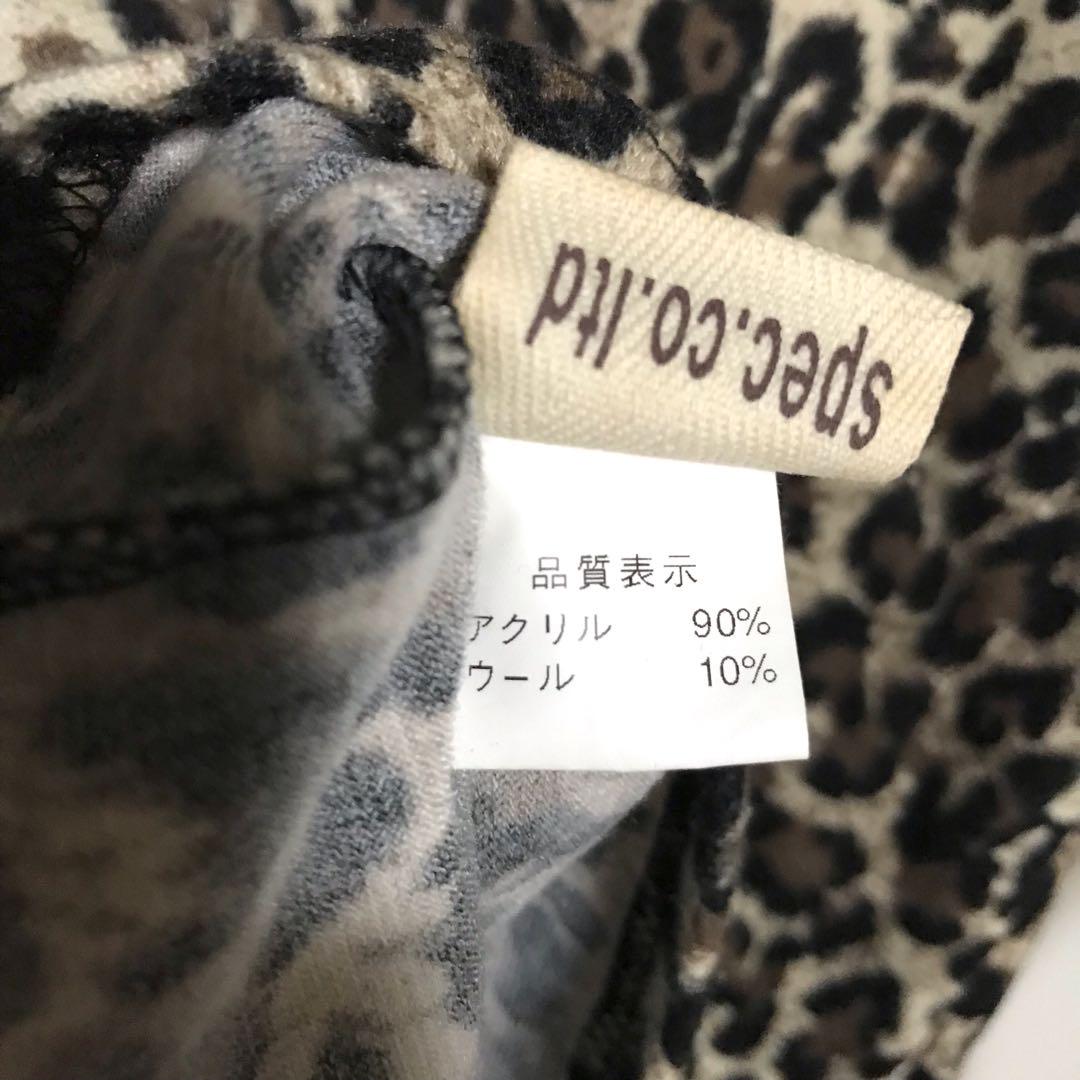 spec.co.ltd
品質表示
アクリル 90%
ウール 10%